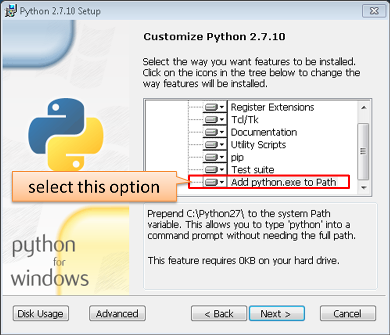 Python 2.7.10 Setup
Customize Python 2.7.10
Select the way you want features to be installed.
Click on the icons in the tree below to change the
way features will be installed.
Register Extensions
Tcl/Tk
Documentation
Utility Scripts
pip
Test suite
Add python.exe to Path
select this option
Prepend C:\Python27\ to the system Path
variable. This allows you to type 'python' into a
command prompt without needing the full path.
This feature requires 0KB on your hard drive.
python
for
windows
Disk Usage
Advanced
< Back
Next >
Cancel